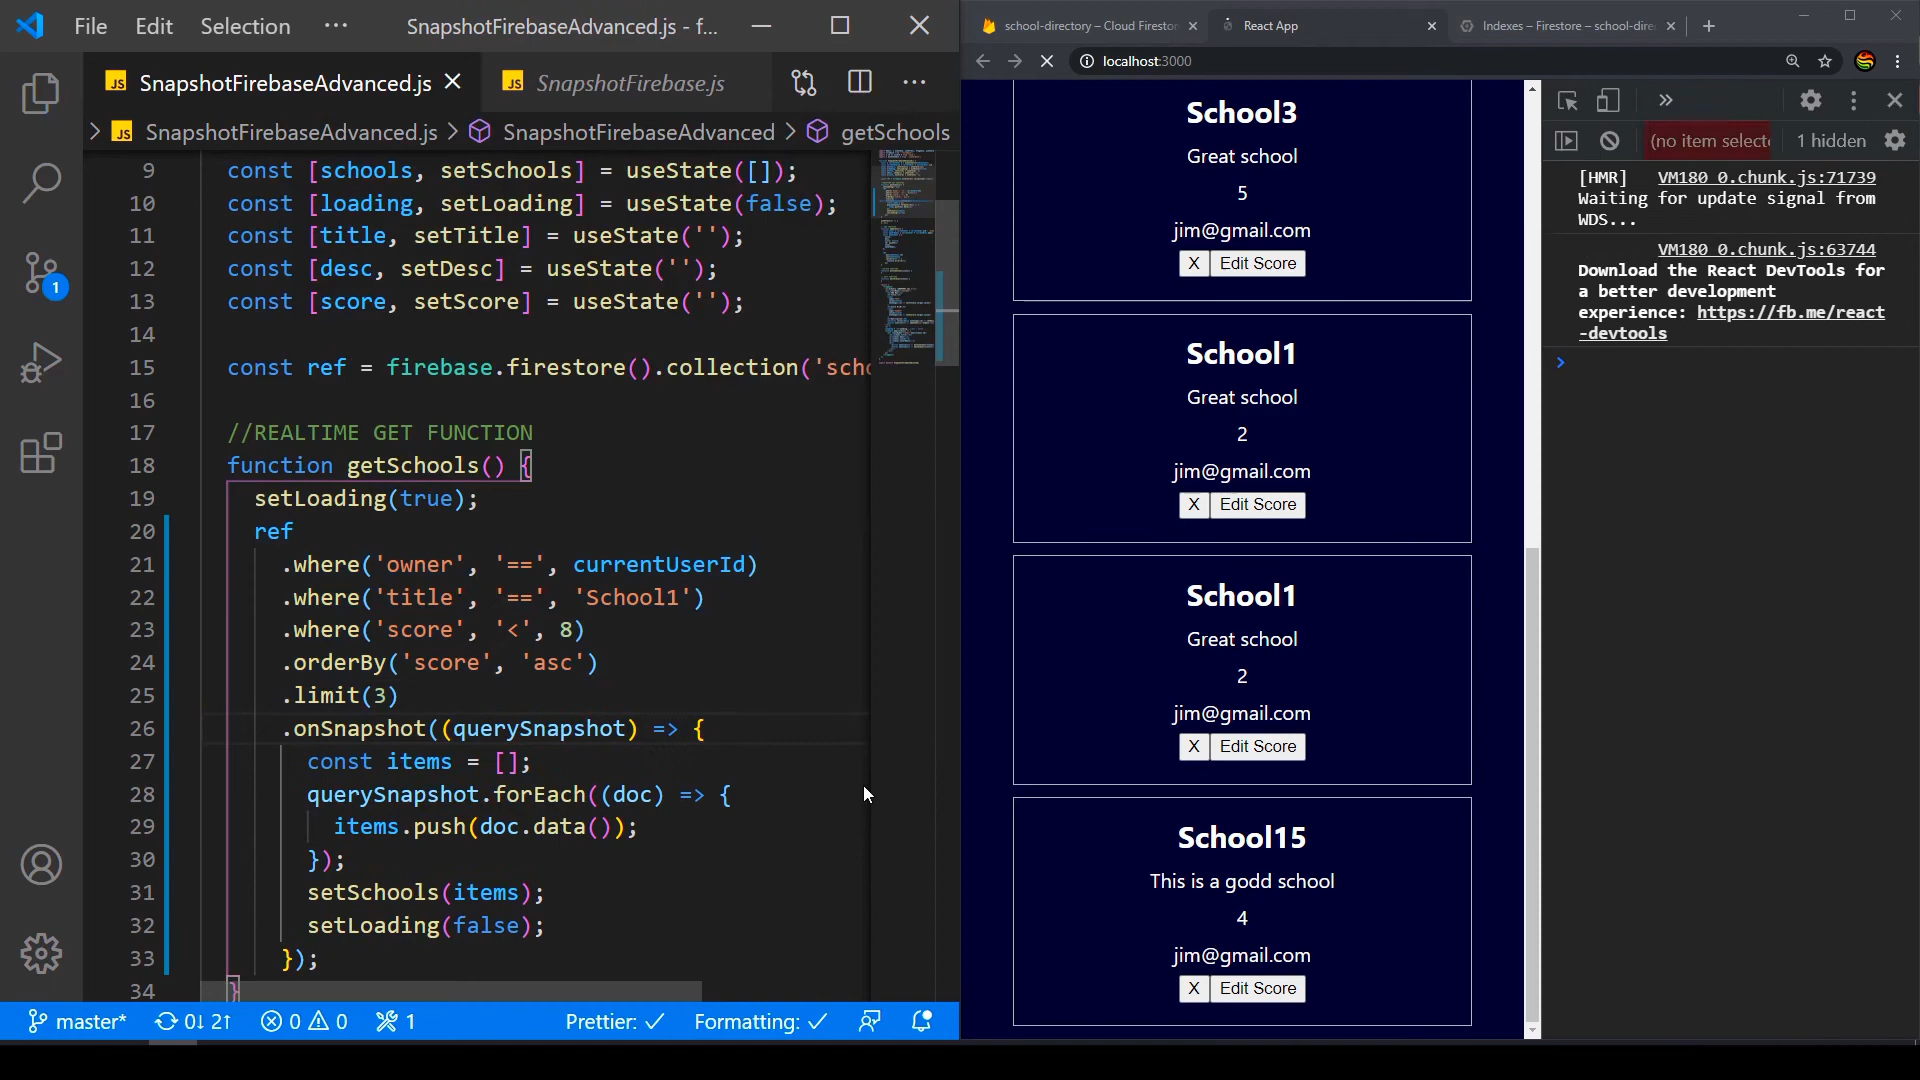 File Edit Selection ··· SnapshotFirebaseAdvanced.js - f...
SnapshotFirebaseAdvanced.js SnapshotFirebase.js ···
SnapshotFirebaseAdvanced.js > SnapshotFirebaseAdvanced > getSchools
9 const [schools, setSchools] = useState([]);
10 const [loading, setLoading] = useState(false);
11 const [title, setTitle] = useState('');
12 const [desc, setDesc] = useState('');
13 const [score, setScore] = useState('');
14
15 const ref = firebase.firestore().collection('scho
16
17 //REALTIME GET FUNCTION
18 function getSchools() {
19 setLoading(true);
20 ref
21 .where('owner', '==', currentUserId)
22 .where('title', '==', 'School1')
23 .where('score', '<', 8)
24 .orderBy('score', 'asc')
25 .limit(3)
26 .onSnapshot((querySnapshot) => {
27 const items = [];
28 querySnapshot.forEach((doc) => {
29 items.push(doc.data());
30 });
31 setSchools(items);
32 setLoading(false);
33 });
34 }
master* 0↓ 2↑ 0 0 1 Prettier: ✓ Formatting: ✓
1
school-directory – Cloud Firestor React App Indexes – Firestore – school-dire
localhost:3000
School3
Great school
5
jim@gmail.com
X Edit Score
School1
Great school
2
jim@gmail.com
X Edit Score
School1
Great school
2
jim@gmail.com
X Edit Score
School15
This is a godd school
4
jim@gmail.com
X Edit Score
(no item selecte 1 hidden
[HMR] VM180 0.chunk.js:71739
Waiting for update signal from
WDS...
VM180 0.chunk.js:63744
Download the React DevTools for
a better development
experience: https://fb.me/react
-devtools